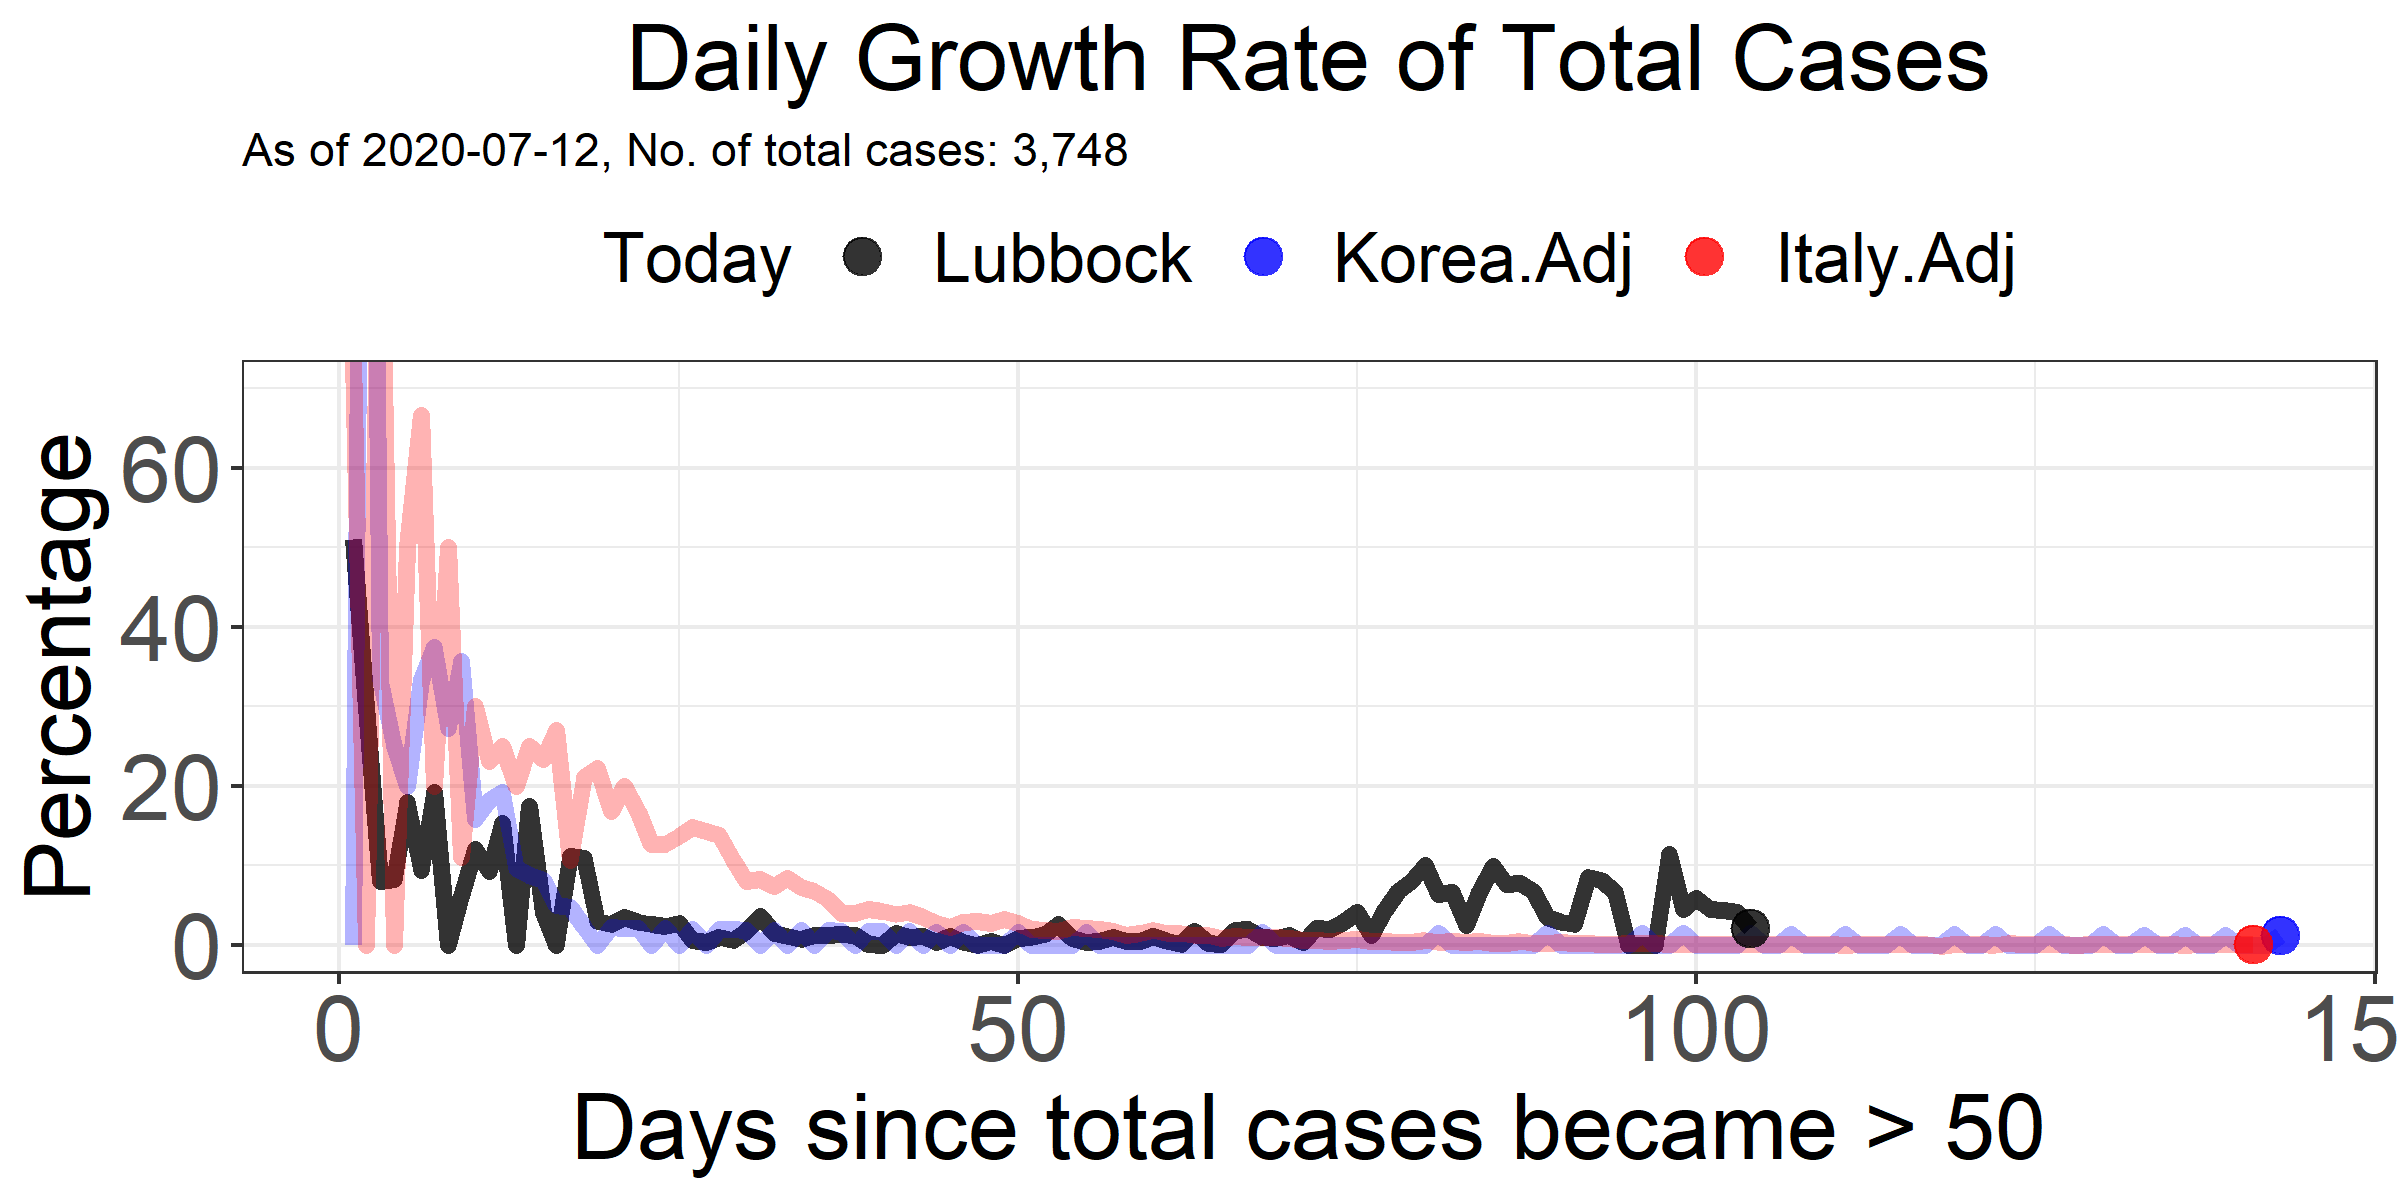 Daily Growth Rate of Total Cases
As of 2020-07-12, No. of total cases: 3,748
Today Lubbock Korea.Adj Italy.Adj
Percentage
60
40
20
0
0 50 100 15
Days since total cases became > 50